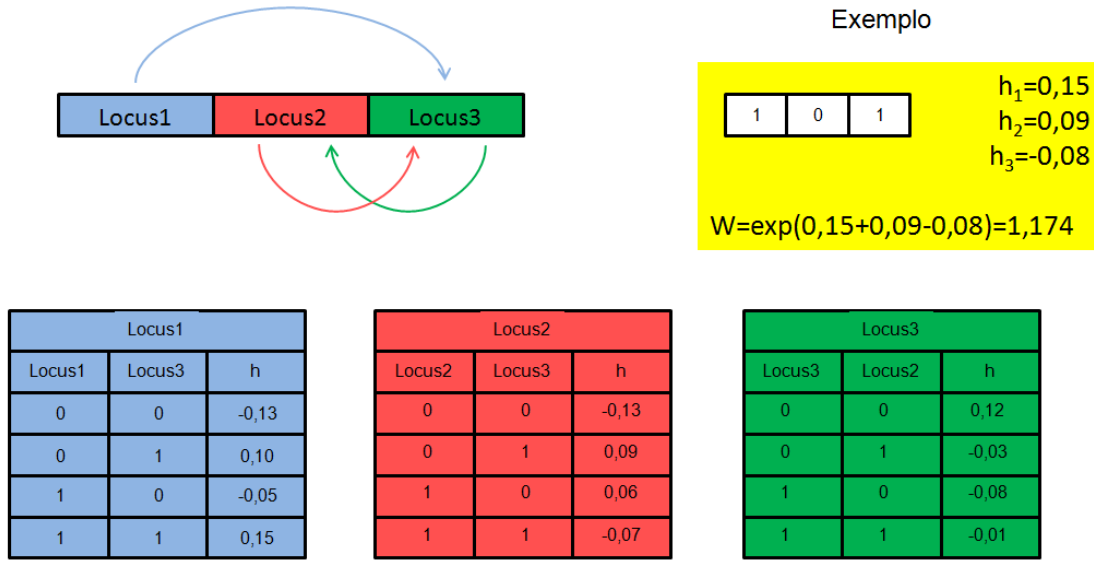 Exemplo
Locus1 Locus2 Locus3
1 0 1
h₁=0,15
h₂=0,09
h₃=-0,08
W=exp(0,15+0,09-0,08)=1,174
Locus1
Locus1 Locus3 h
0 0 -0,13
0 1 0,10
1 0 -0,05
1 1 0,15
Locus2
Locus2 Locus3 h
0 0 -0,13
0 1 0,09
1 0 0,06
1 1 -0,07
Locus3
Locus3 Locus2 h
0 0 0,12
0 1 -0,03
1 0 -0,08
1 1 -0,01